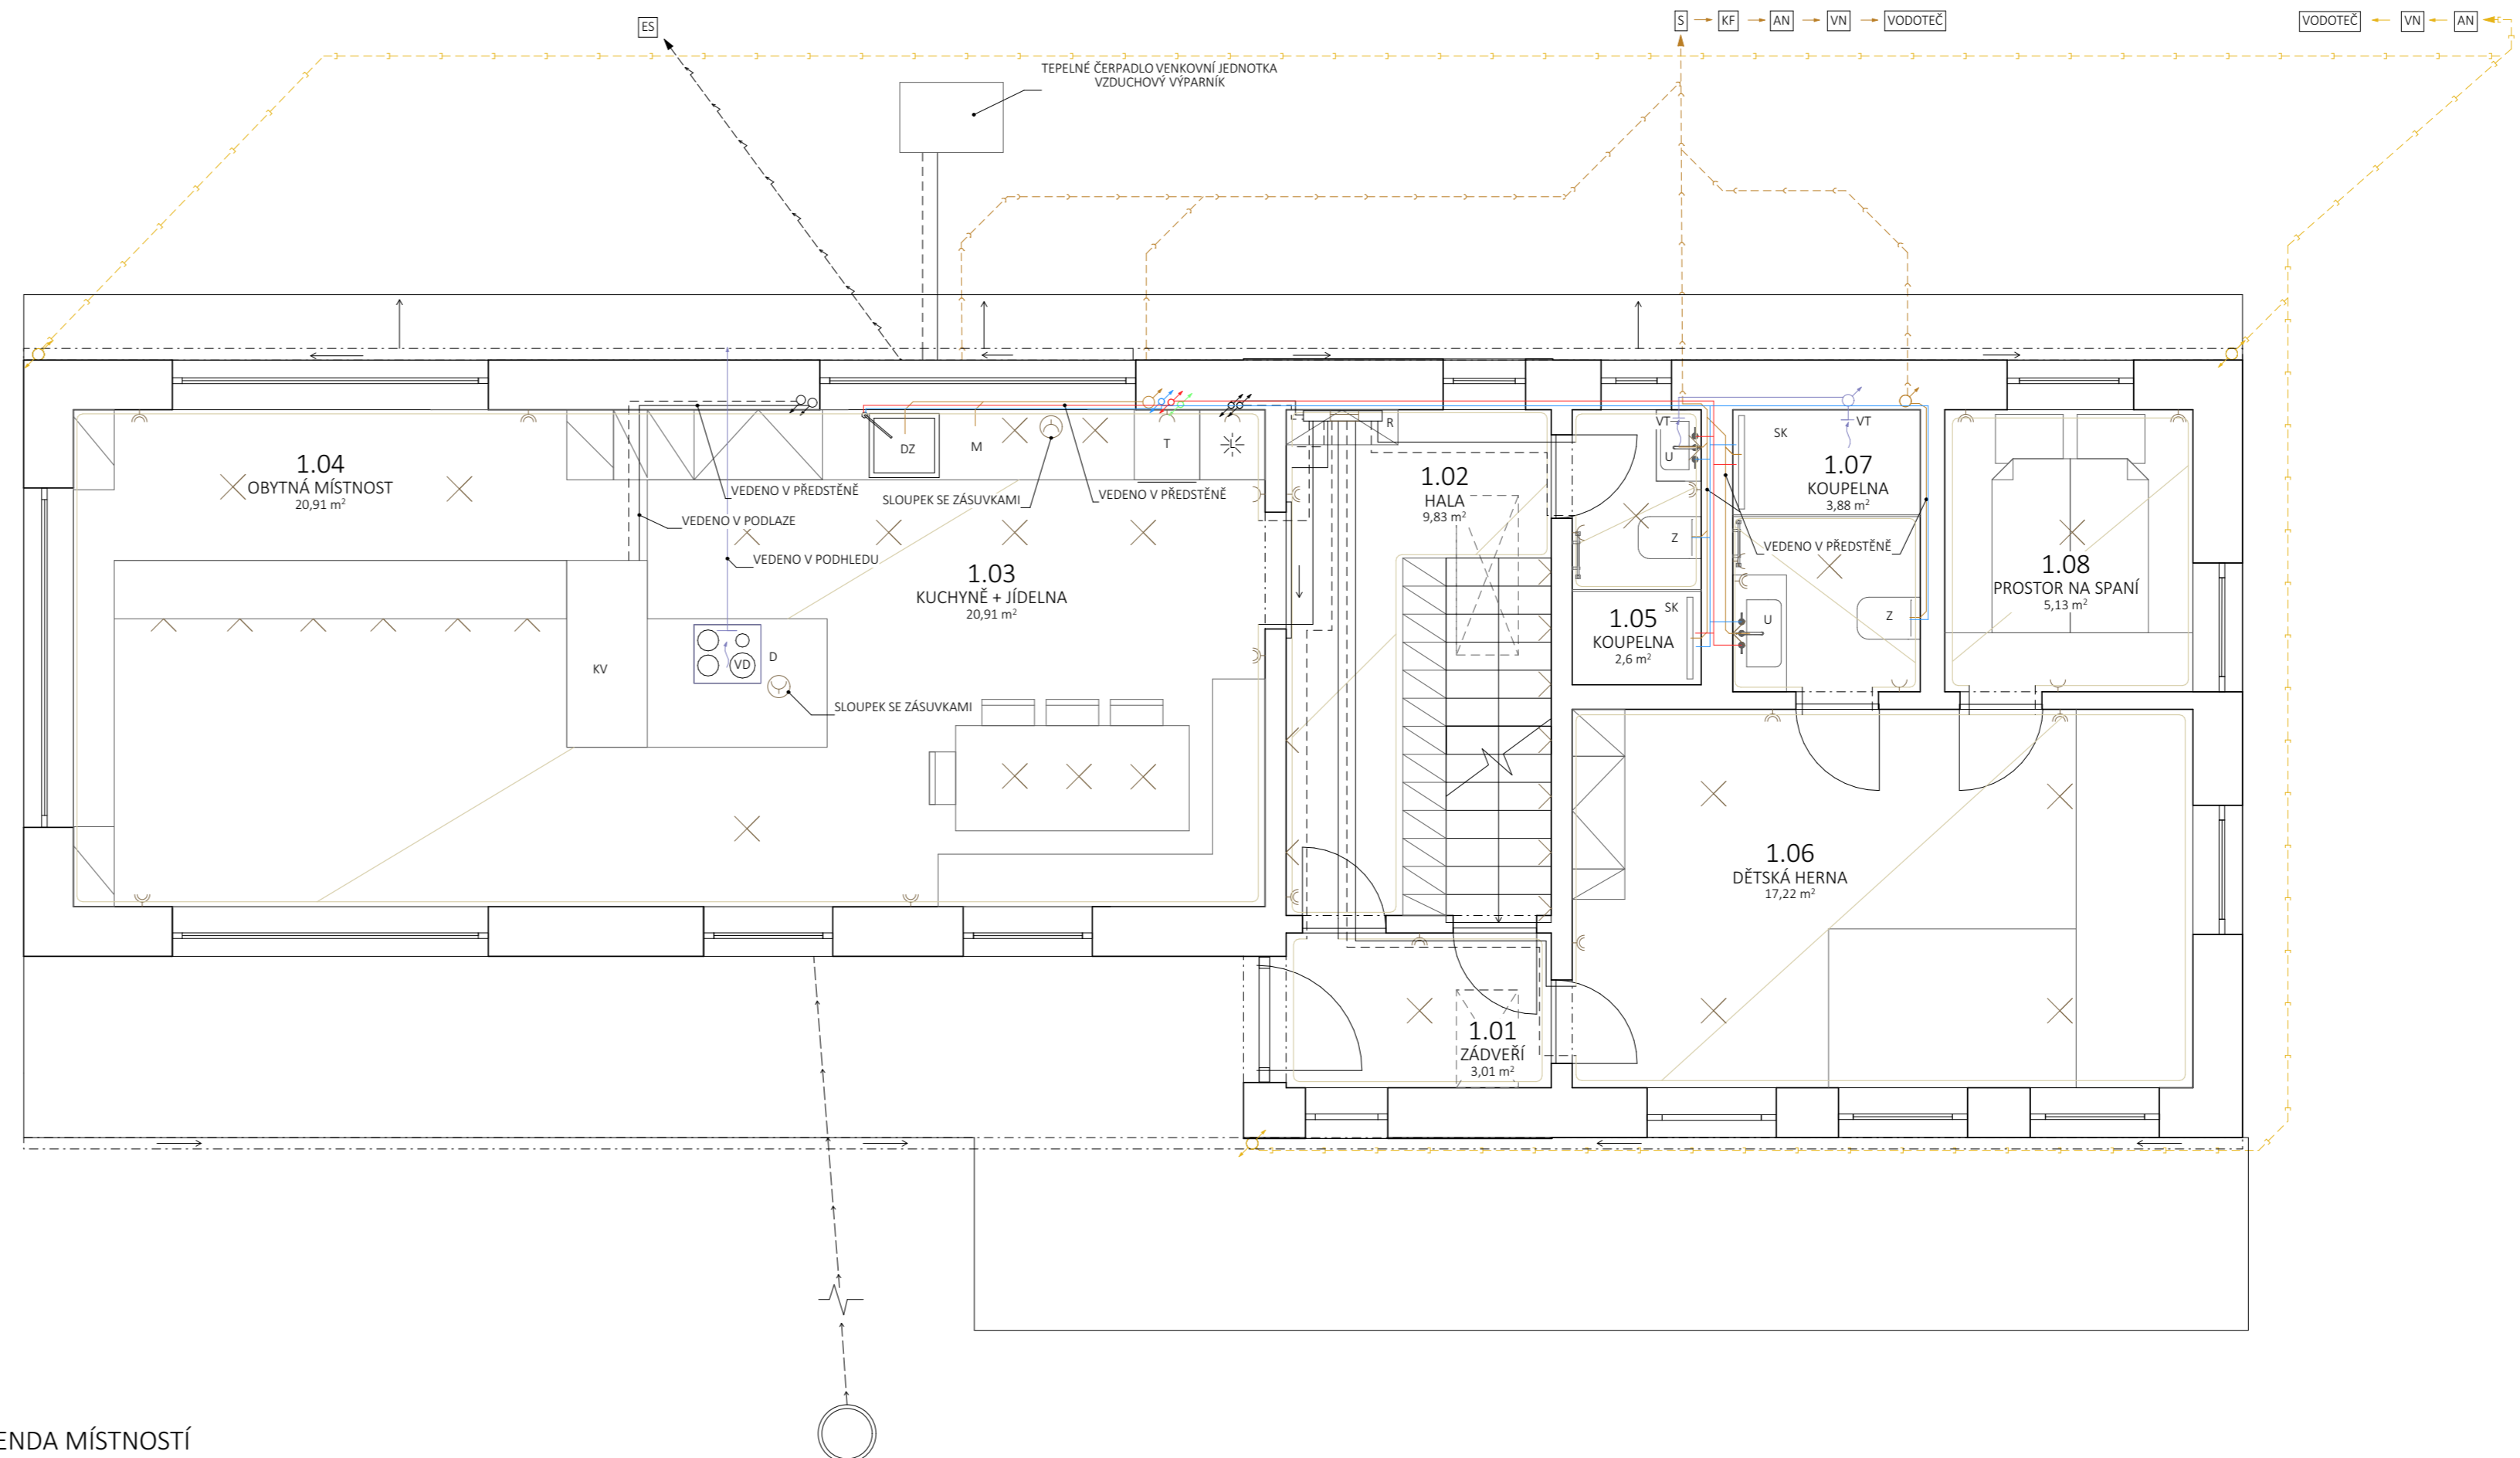 ES
S KF AN VN VODOTEČ
VODOTEČ VN AN
TEPELNÉ ČERPADLO VENKOVNÍ JEDNOTKA
VZDUCHOVÝ VÝPARNÍK
1.04
OBYTNÁ MÍSTNOST
20,91 m²
VEDENO V PŘEDSTĚNĚ
VEDENO V PODLAZE
VEDENO V PODHLEDU
DZ
M
SLOUPEK SE ZÁSUVKAMI
VEDENO V PŘEDSTĚNĚ
T
R
1.03
KUCHYNĚ + JÍDELNA
20,91 m²
KV
VD
D
SLOUPEK SE ZÁSUVKAMI
1.02
HALA
9,83 m²
VT
U
Z
1.05
KOUPELNA
2,6 m²
SK
SK
VT
1.07
KOUPELNA
3,88 m²
VEDENO V PŘEDSTĚNĚ
U
Z
1.08
PROSTOR NA SPANÍ
5,13 m²
1.06
DĚTSKÁ HERNA
17,22 m²
1.01
ZÁDVEŘÍ
3,01 m²
ENDA MÍSTNOSTÍ